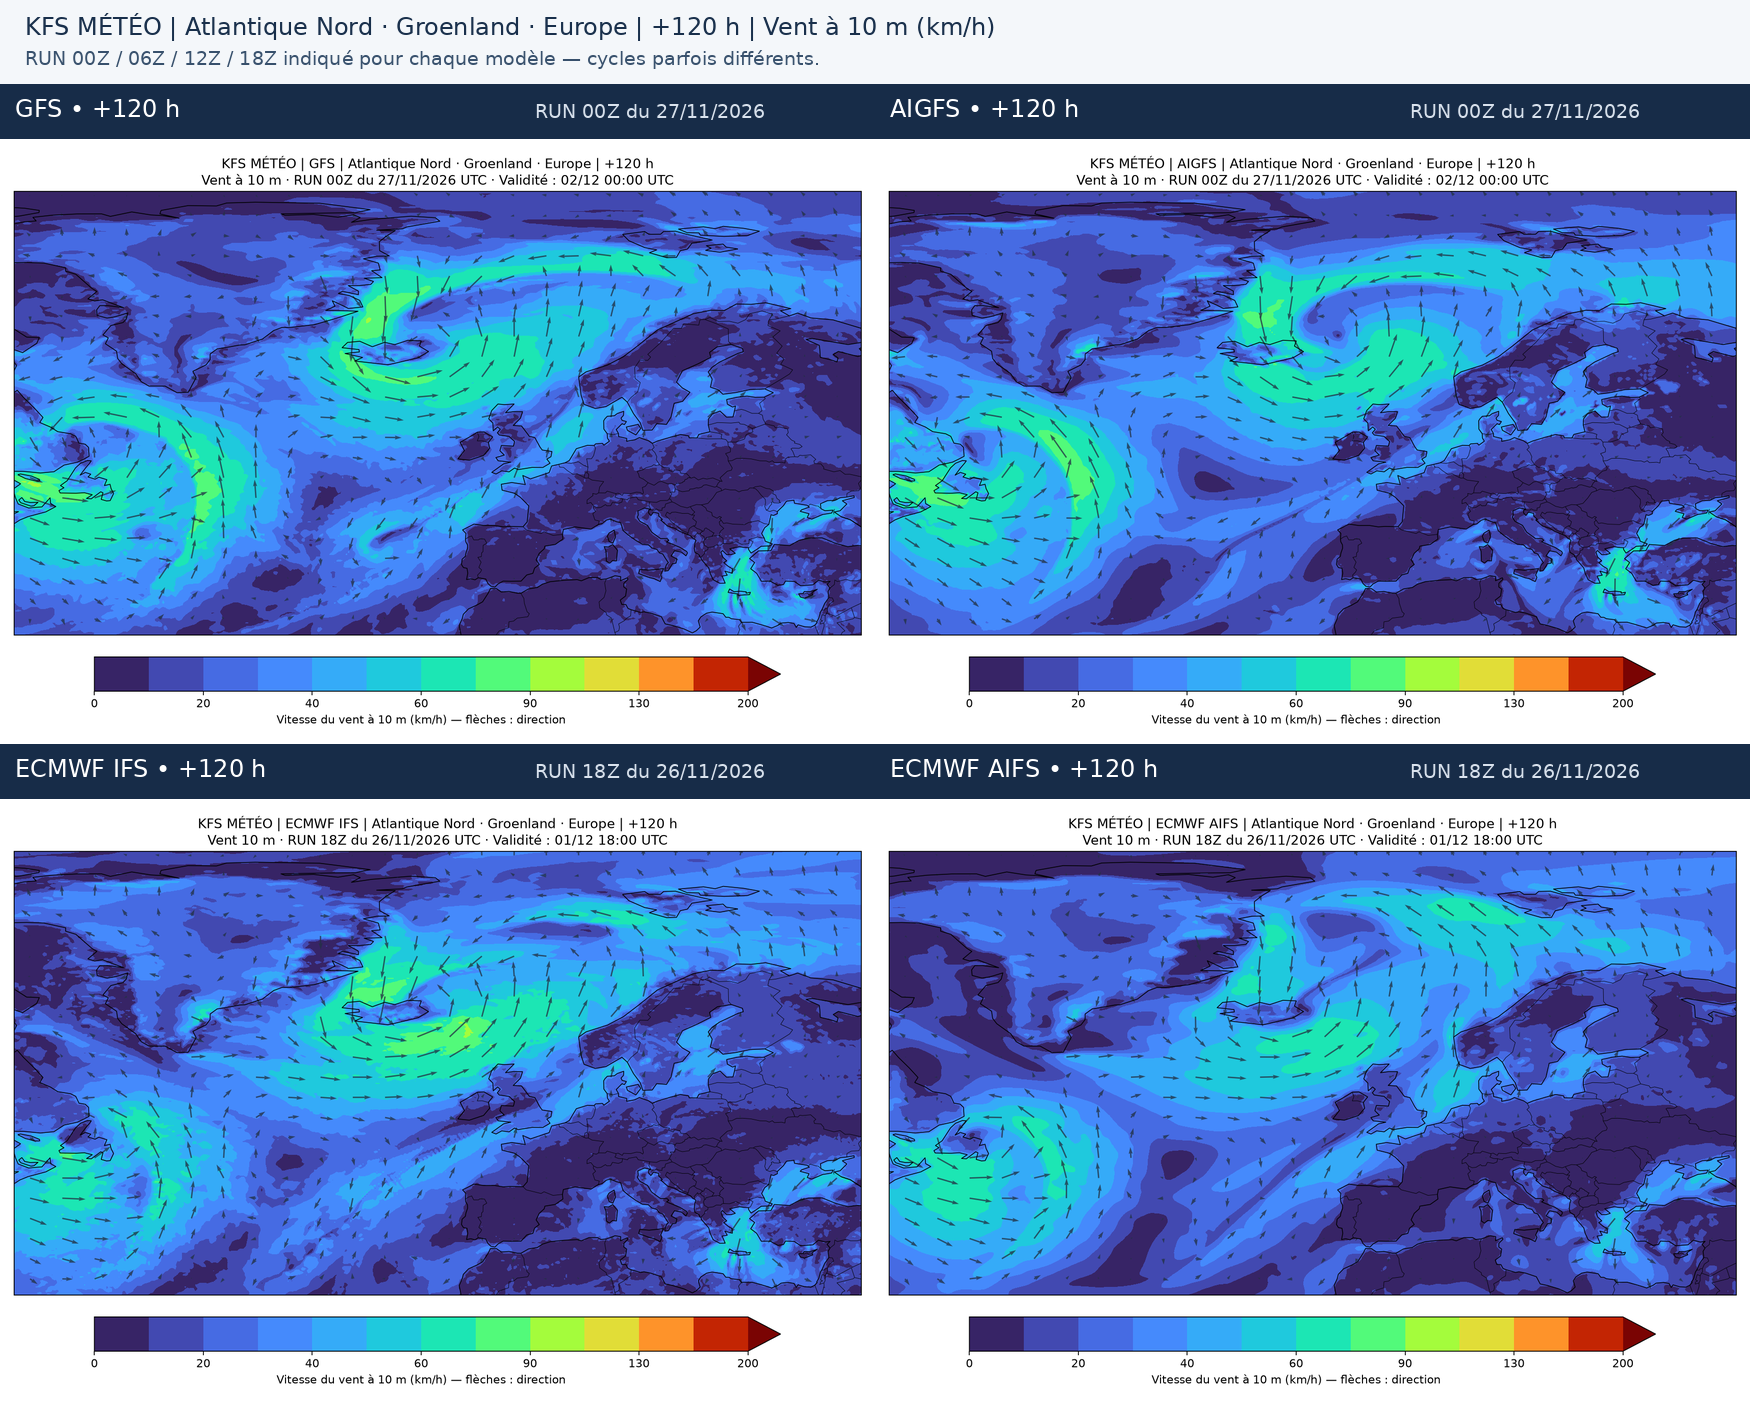 KFS MÉTÉO | Atlantique Nord · Groenland · Europe | +120 h | Vent à 10 m (km/h)
RUN 00Z / 06Z / 12Z / 18Z indiqué pour chaque modèle — cycles parfois différents.
GFS • +120 h
RUN 00Z du 27/11/2026
AIGFS • +120 h
RUN 00Z du 27/11/2026
KFS MÉTÉO | GFS | Atlantique Nord · Groenland · Europe | +120 h
Vent à 10 m · RUN 00Z du 27/11/2026 UTC · Validité : 02/12 00:00 UTC
KFS MÉTÉO | AIGFS | Atlantique Nord · Groenland · Europe | +120 h
Vent à 10 m · RUN 00Z du 27/11/2026 UTC · Validité : 02/12 00:00 UTC
0 20 40 60 90 130 200
Vitesse du vent à 10 m (km/h) — flèches : direction
0 20 40 60 90 130 200
Vitesse du vent à 10 m (km/h) — flèches : direction
ECMWF IFS • +120 h
RUN 18Z du 26/11/2026
ECMWF AIFS • +120 h
RUN 18Z du 26/11/2026
KFS MÉTÉO | ECMWF IFS | Atlantique Nord · Groenland · Europe | +120 h
Vent 10 m · RUN 18Z du 26/11/2026 UTC · Validité : 01/12 18:00 UTC
KFS MÉTÉO | ECMWF AIFS | Atlantique Nord · Groenland · Europe | +120 h
Vent 10 m · RUN 18Z du 26/11/2026 UTC · Validité : 01/12 18:00 UTC
0 20 40 60 90 130 200
Vitesse du vent à 10 m (km/h) — flèches : direction
0 20 40 60 90 130 200
Vitesse du vent à 10 m (km/h) — flèches : direction